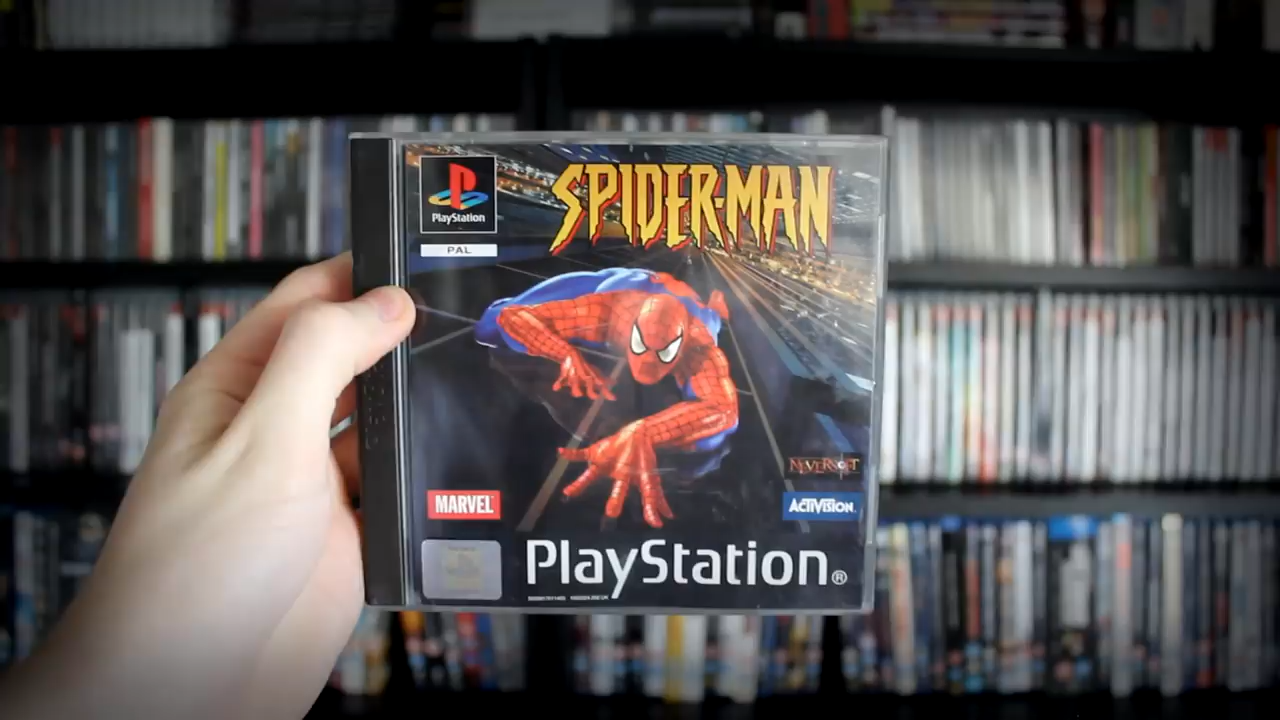 PlayStation
PAL
SPIDER-MAN
NEVERSOFT
MARVEL
ACTIVISION
PlayStation®